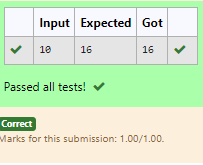 Input Expected Got
10 16 16
Passed all tests!
Correct
Marks for this submission: 1.00/1.00.